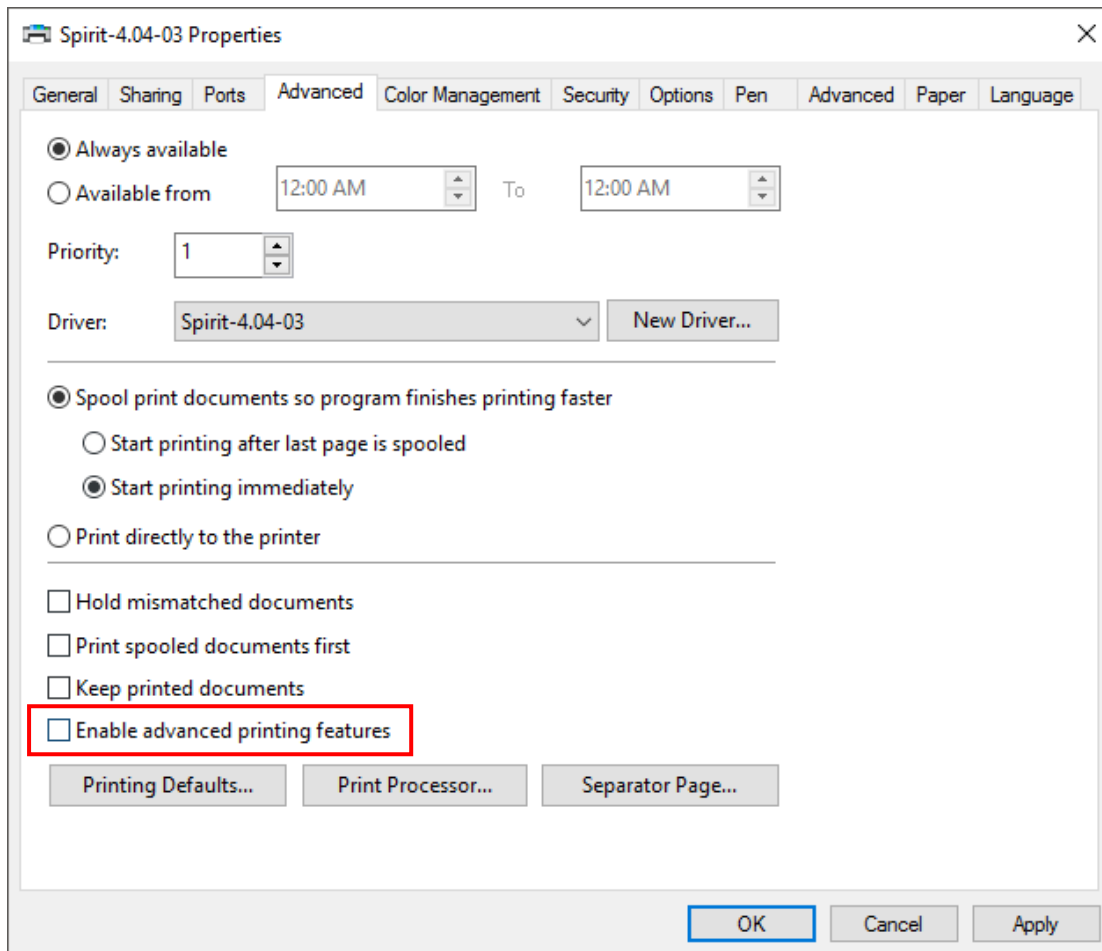 Spirit-4.04-03 Properties
General Sharing Ports Advanced Color Management Security Options Pen Advanced Paper Language
Always available
Available from 12:00 AM To 12:00 AM
Priority: 1
Driver: Spirit-4.04-03 New Driver...
Spool print documents so program finishes printing faster
Start printing after last page is spooled
Start printing immediately
Print directly to the printer
Hold mismatched documents
Print spooled documents first
Keep printed documents
Enable advanced printing features
Printing Defaults... Print Processor... Separator Page...
OK Cancel Apply